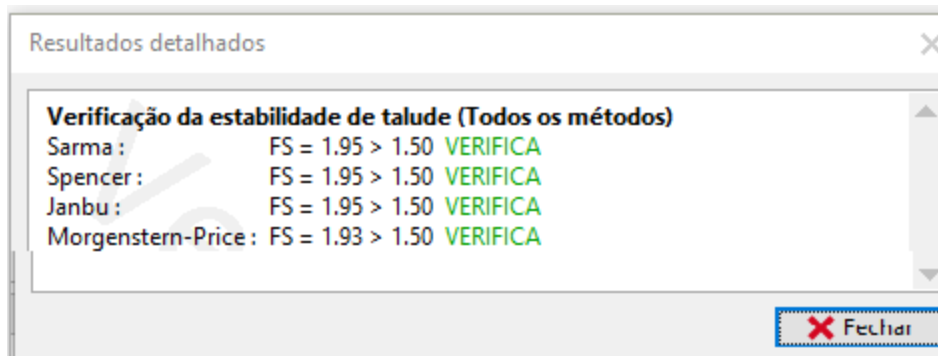 Resultados detalhados
Verificação da estabilidade de talude (Todos os métodos)
Sarma : FS = 1.95 > 1.50 VERIFICA
Spencer : FS = 1.95 > 1.50 VERIFICA
Janbu : FS = 1.95 > 1.50 VERIFICA
Morgenstern-Price : FS = 1.93 > 1.50 VERIFICA
Fechar